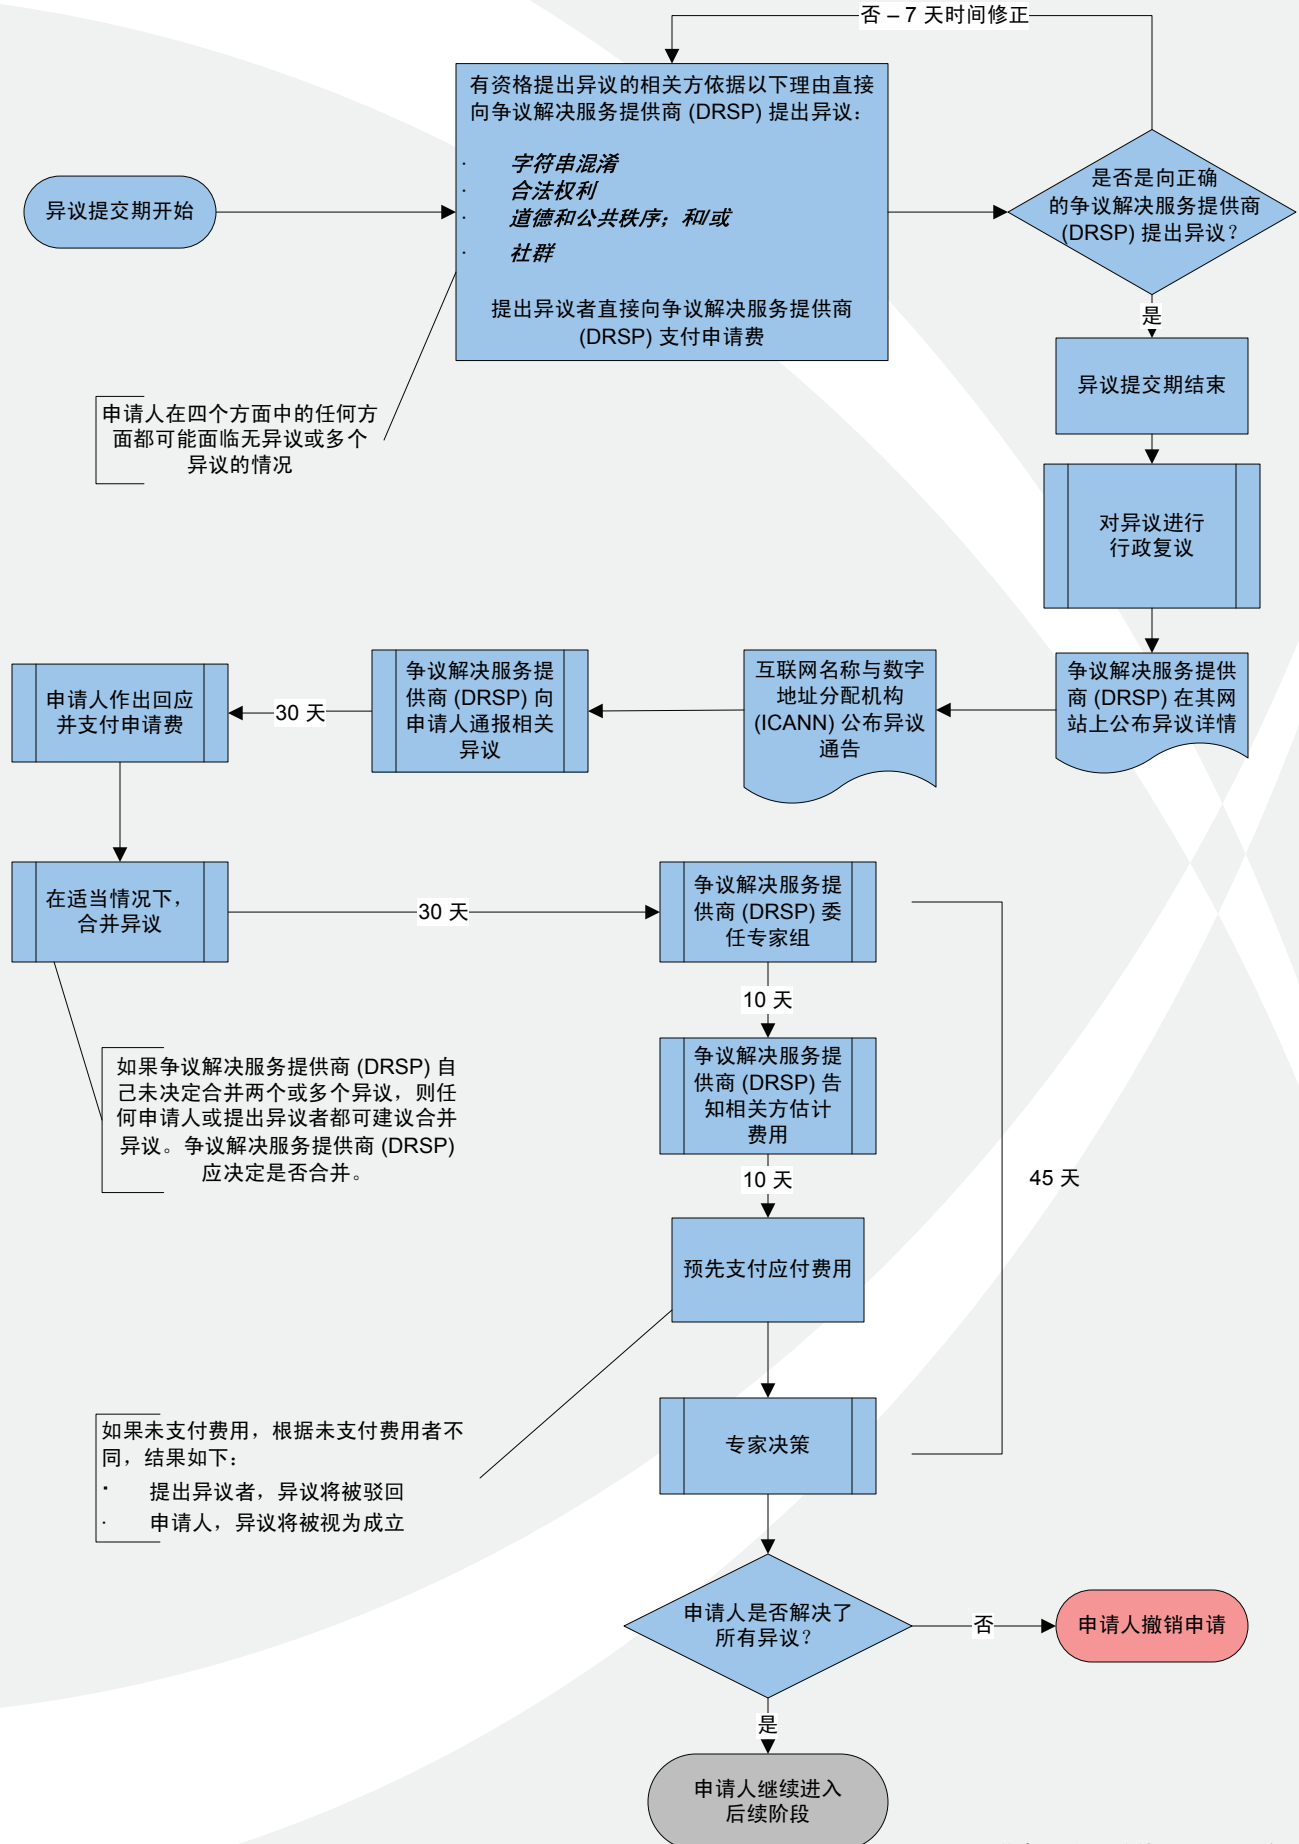 否 – 7 天时间修正
有资格提出异议的相关方依据以下理由直接
向争议解决服务提供商 (DRSP) 提出异议：
· 字符串混淆
· 合法权利
· 道德和公共秩序；和/或
· 社群
提出异议者直接向争议解决服务提供商
(DRSP) 支付申请费
异议提交期开始
是否是向正确
的争议解决服务提供商
(DRSP) 提出异议？
是
异议提交期结束
申请人在四个方面中的任何方
面都可能面临无异议或多个
异议的情况
对异议进行
行政复议
争议解决服务提供
商 (DRSP) 在其网
站上公布异议详情
互联网名称与数字
地址分配机构
(ICANN) 公布异议
通告
争议解决服务提
供商 (DRSP) 向
申请人通报相关
异议
30 天
申请人作出回应
并支付申请费
在适当情况下，
合并异议
30 天
争议解决服务提
供商 (DRSP) 委
任专家组
10 天
如果争议解决服务提供商 (DRSP) 自
己未决定合并两个或多个异议，则任
何申请人或提出异议者都可建议合并
异议。争议解决服务提供商 (DRSP)
应决定是否合并。
争议解决服务提
供商 (DRSP) 告
知相关方估计
费用
10 天
45 天
预先支付应付费用
如果未支付费用，根据未支付费用者不
同，结果如下：
· 提出异议者，异议将被驳回
· 申请人，异议将被视为成立
专家决策
申请人是否解决了
所有异议？
否
申请人撤销申请
是
申请人继续进入
后续阶段